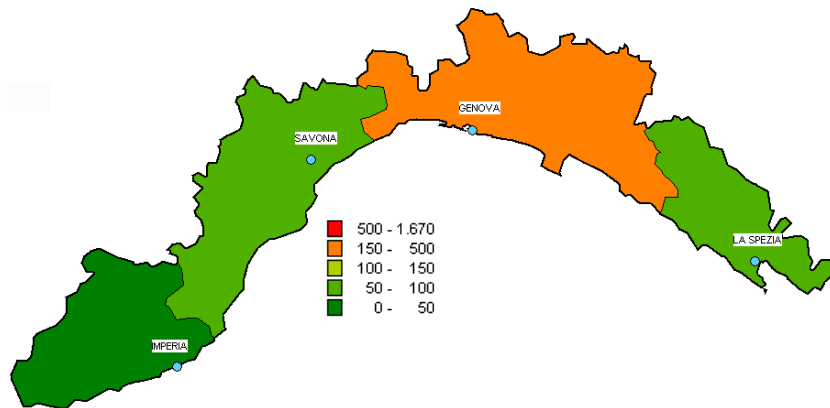 GENOVA
SAVONA
500 - 1.670
150 - 500
LA SPEZIA
100 - 150
50 - 100
0 - 50
IMPERIA